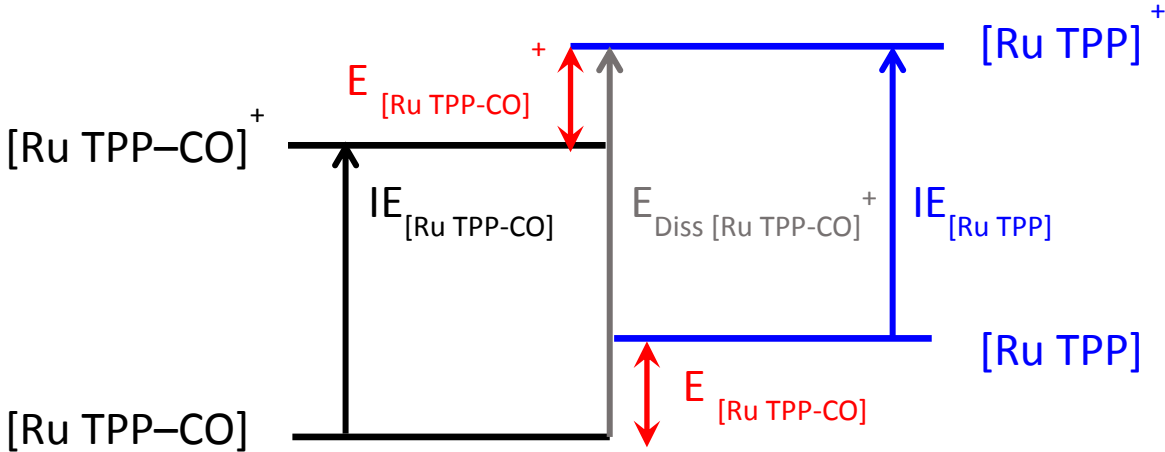 [Ru TPP]+
E [Ru TPP-CO]+
[Ru TPP–CO]+
IE[Ru TPP-CO]
EDiss [Ru TPP-CO]+
IE[Ru TPP]
[Ru TPP]
E [Ru TPP-CO]
[Ru TPP–CO]